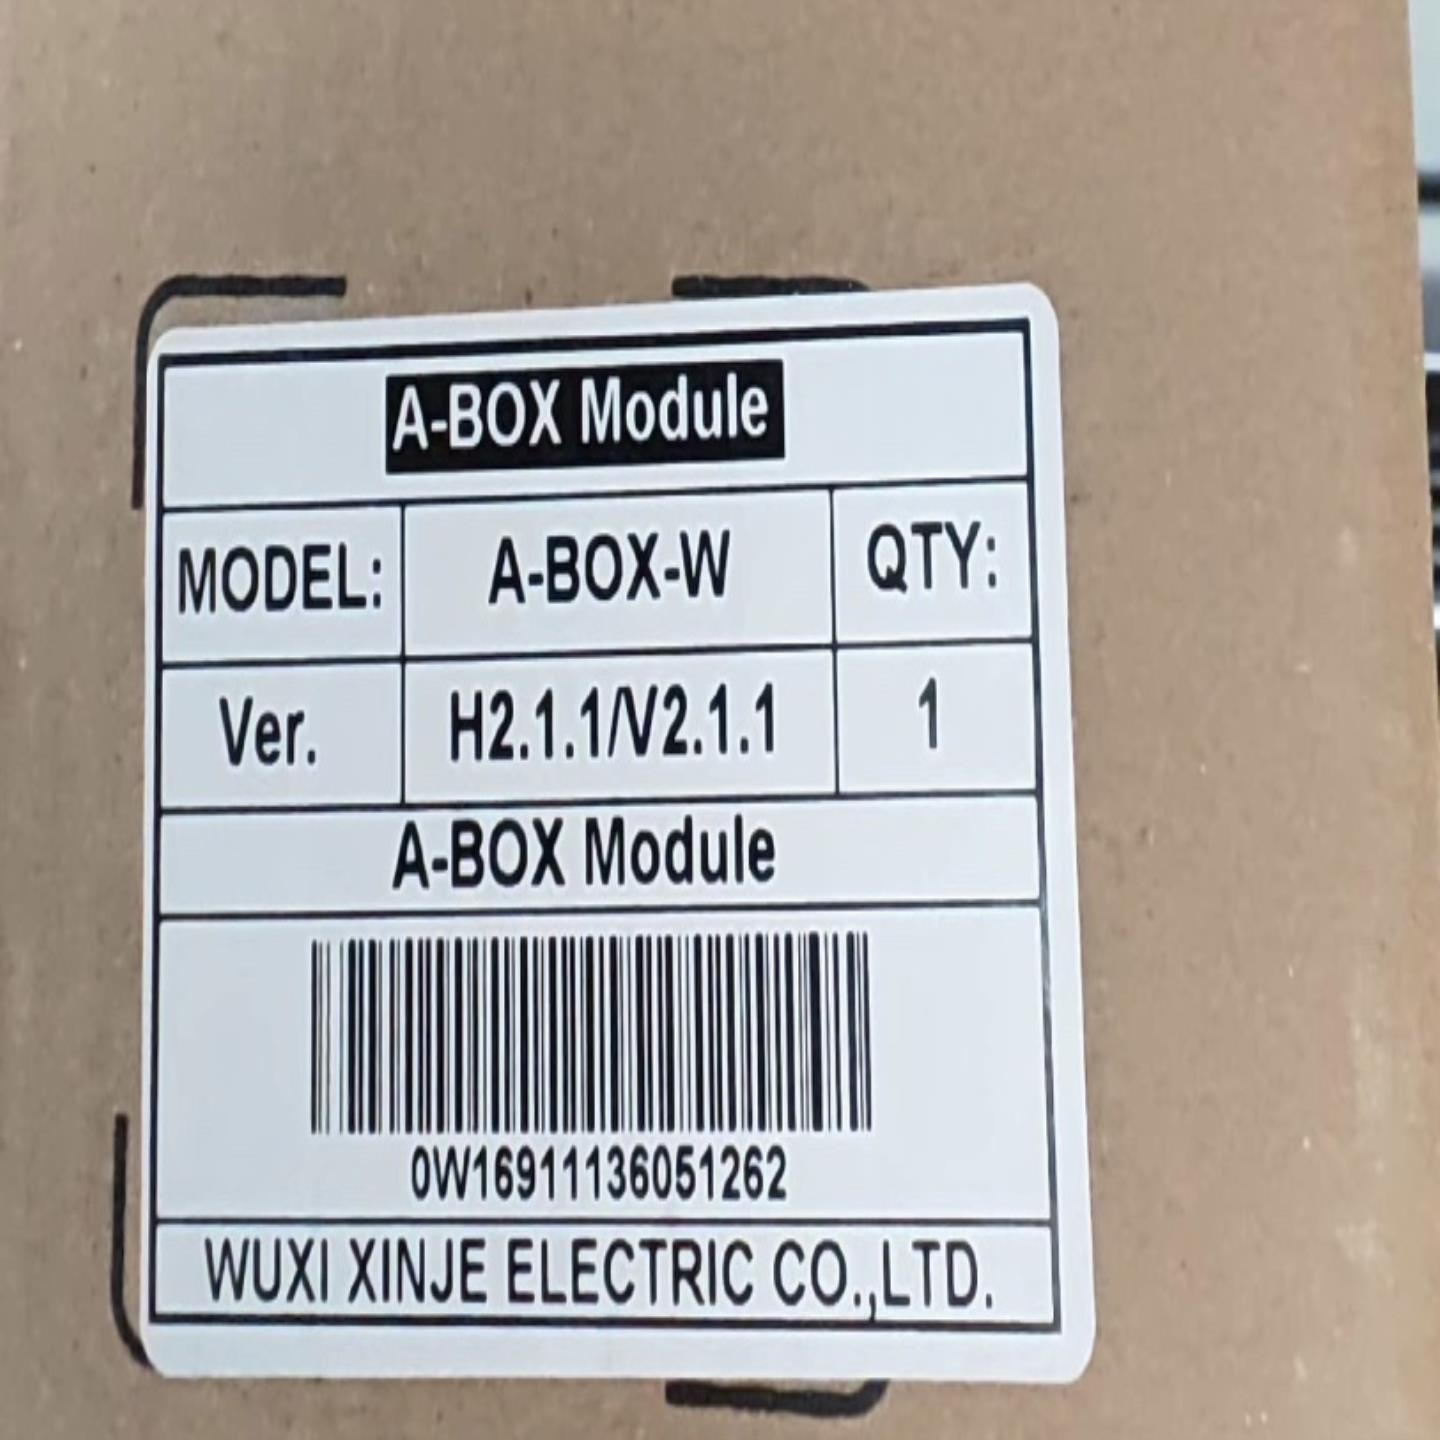 A-BOX Module
MODEL: A-BOX-W QTY:
Ver. H2.1.1/V2.1.1 1
A-BOX Module
0W16911136051262
WUXI XINJE ELECTRIC CO.,LTD.